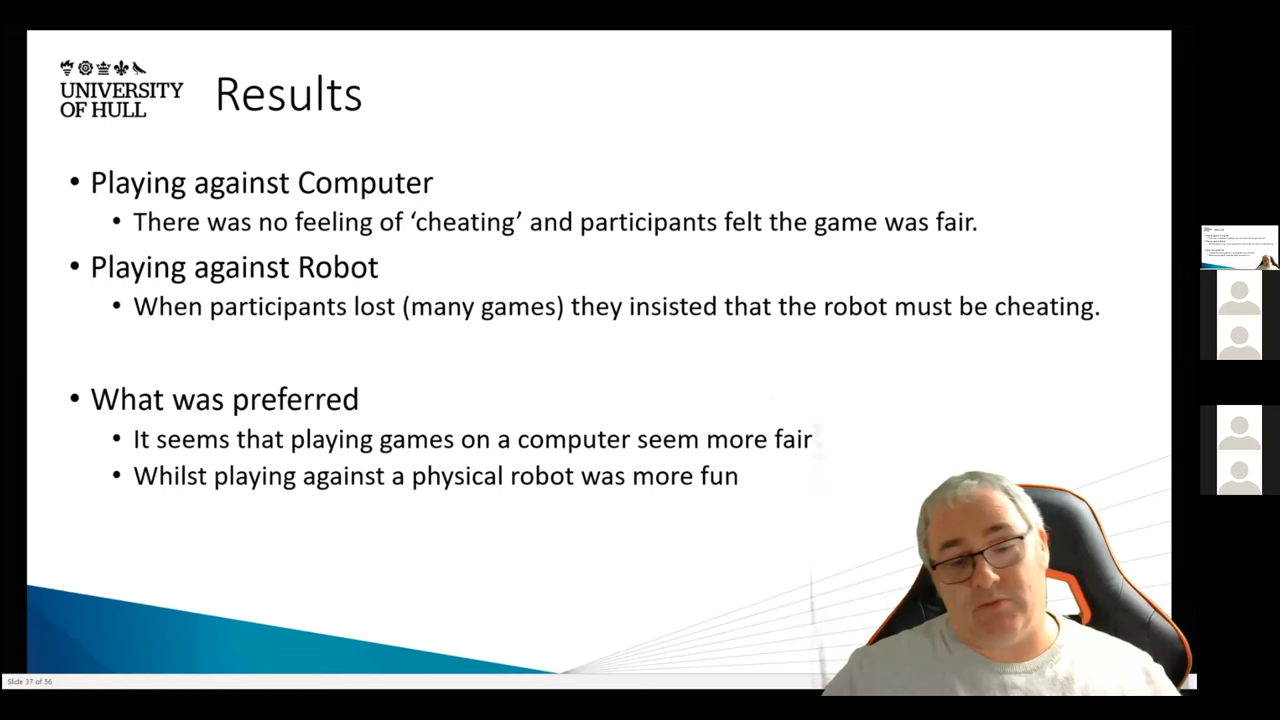 UNIVERSITY
OF HULL
Results
• Playing against Computer
• There was no feeling of ‘cheating’ and participants felt the game was fair.
• Playing against Robot
• When participants lost (many games) they insisted that the robot must be cheating.
• What was preferred
• It seems that playing games on a computer seem more fair
• Whilst playing against a physical robot was more fun
Slide 37 of 56